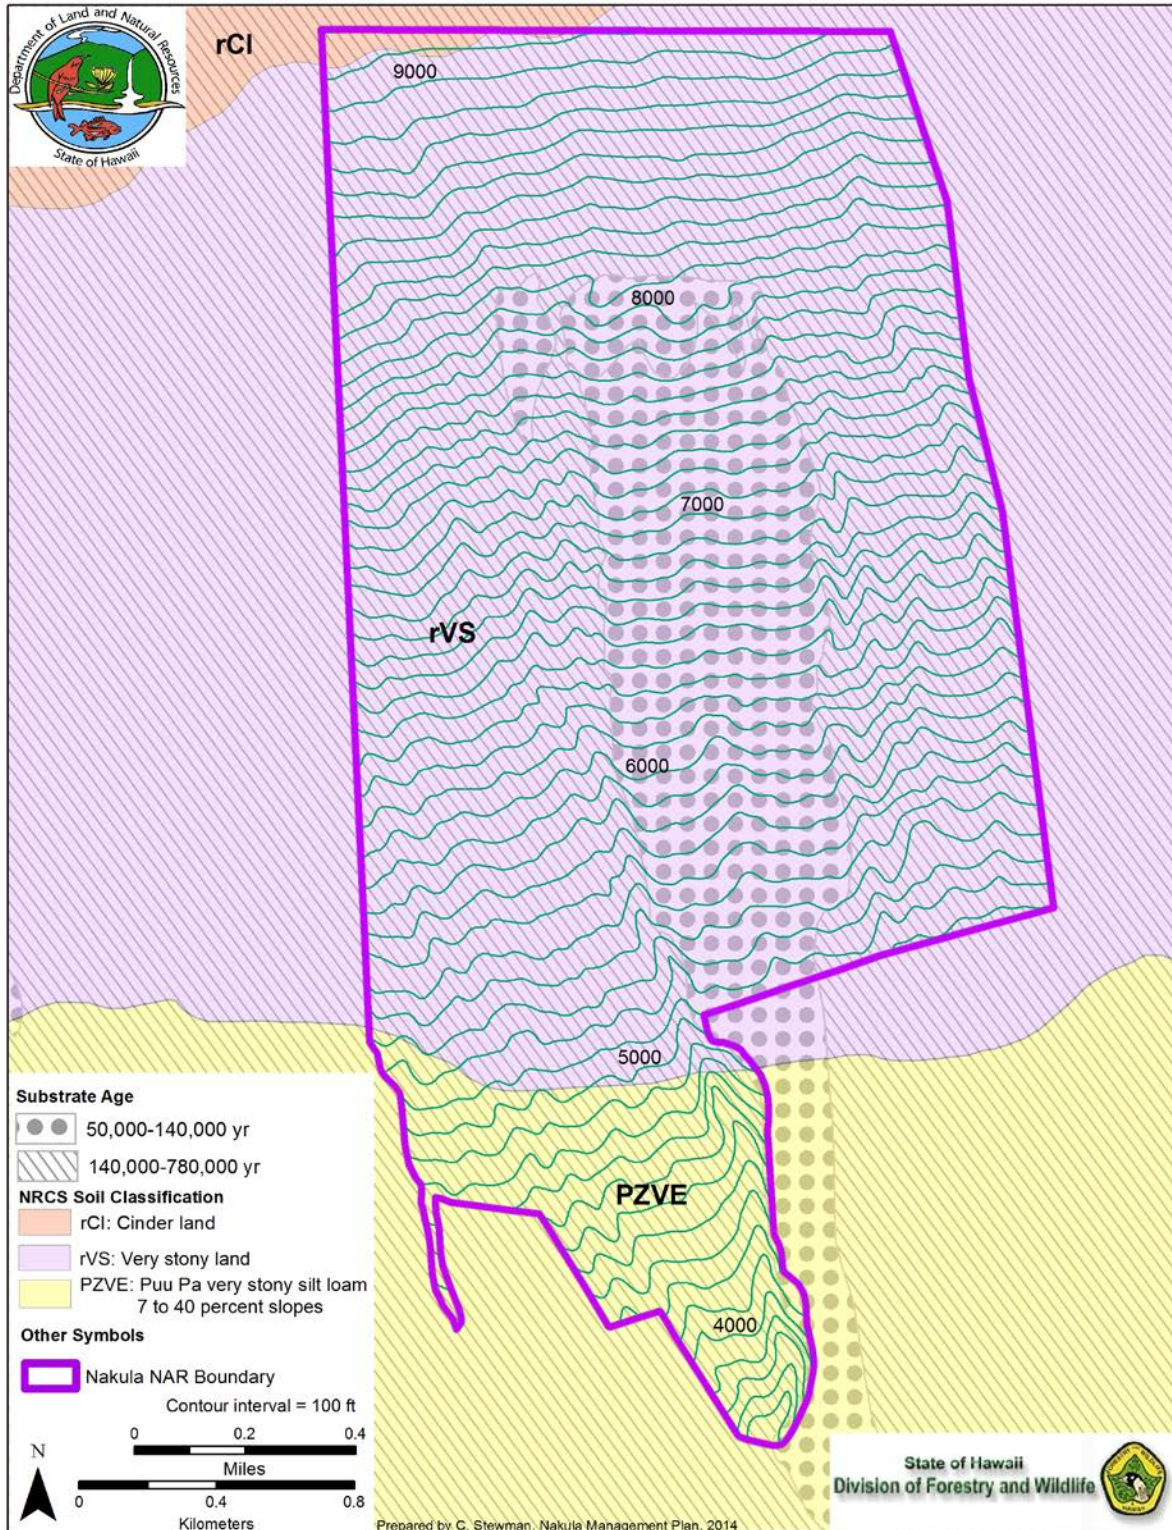 Department of Land and Natural Resources
State of Hawaii
rCl
9000
8000
7000
rVS
6000
5000
PZVE
4000
Substrate Age
50,000-140,000 yr
140,000-780,000 yr
NRCS Soil Classification
rCl: Cinder land
rVS: Very stony land
PZVE: Puu Pa very stony silt loam
7 to 40 percent slopes
Other Symbols
Nakula NAR Boundary
Contour interval = 100 ft
N
0 0.2 0.4
Miles
0 0.4 0.8
Kilometers
Prepared by C. Stewman, Nakula Management Plan, 2014
State of Hawaii
Division of Forestry and Wildlife